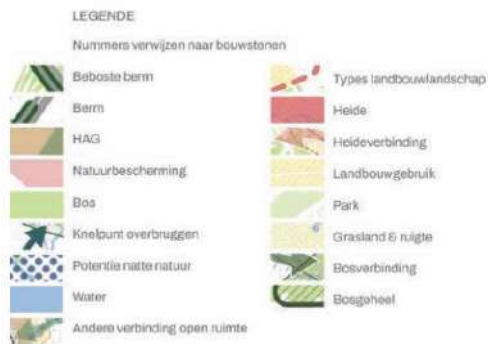 LEGENDE
Nummers verwijzen naar bouwstenen
Beboste berm
Berm
HAG
Natuurbescherming
Bos
Knelpunt overbruggen
Potentie natte natuur
Water
Andere verbinding open ruimte
Types landbouwlandschap
Heide
Heideverbinding
Landbouwgebruik
Park
Grasland & ruigte
Bosverbinding
Bosgeheel